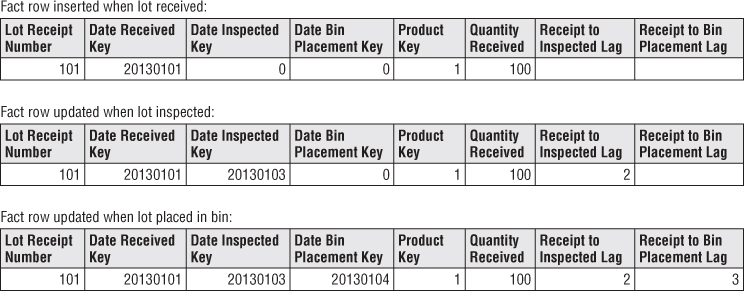 Fact row inserted when lot received:
Lot Receipt Number Date Received Key Date Inspected Key Date Bin Placement Key Product Key Quantity Received Receipt to Inspected Lag Receipt to Bin Placement Lag
101 20130101 0 0 1 100
Fact row updated when lot inspected:
Lot Receipt Number Date Received Key Date Inspected Key Date Bin Placement Key Product Key Quantity Received Receipt to Inspected Lag Receipt to Bin Placement Lag
101 20130101 20130103 0 1 100 2
Fact row updated when lot placed in bin:
Lot Receipt Number Date Received Key Date Inspected Key Date Bin Placement Key Product Key Quantity Received Receipt to Inspected Lag Receipt to Bin Placement Lag
101 20130101 20130103 20130104 1 100 2 3